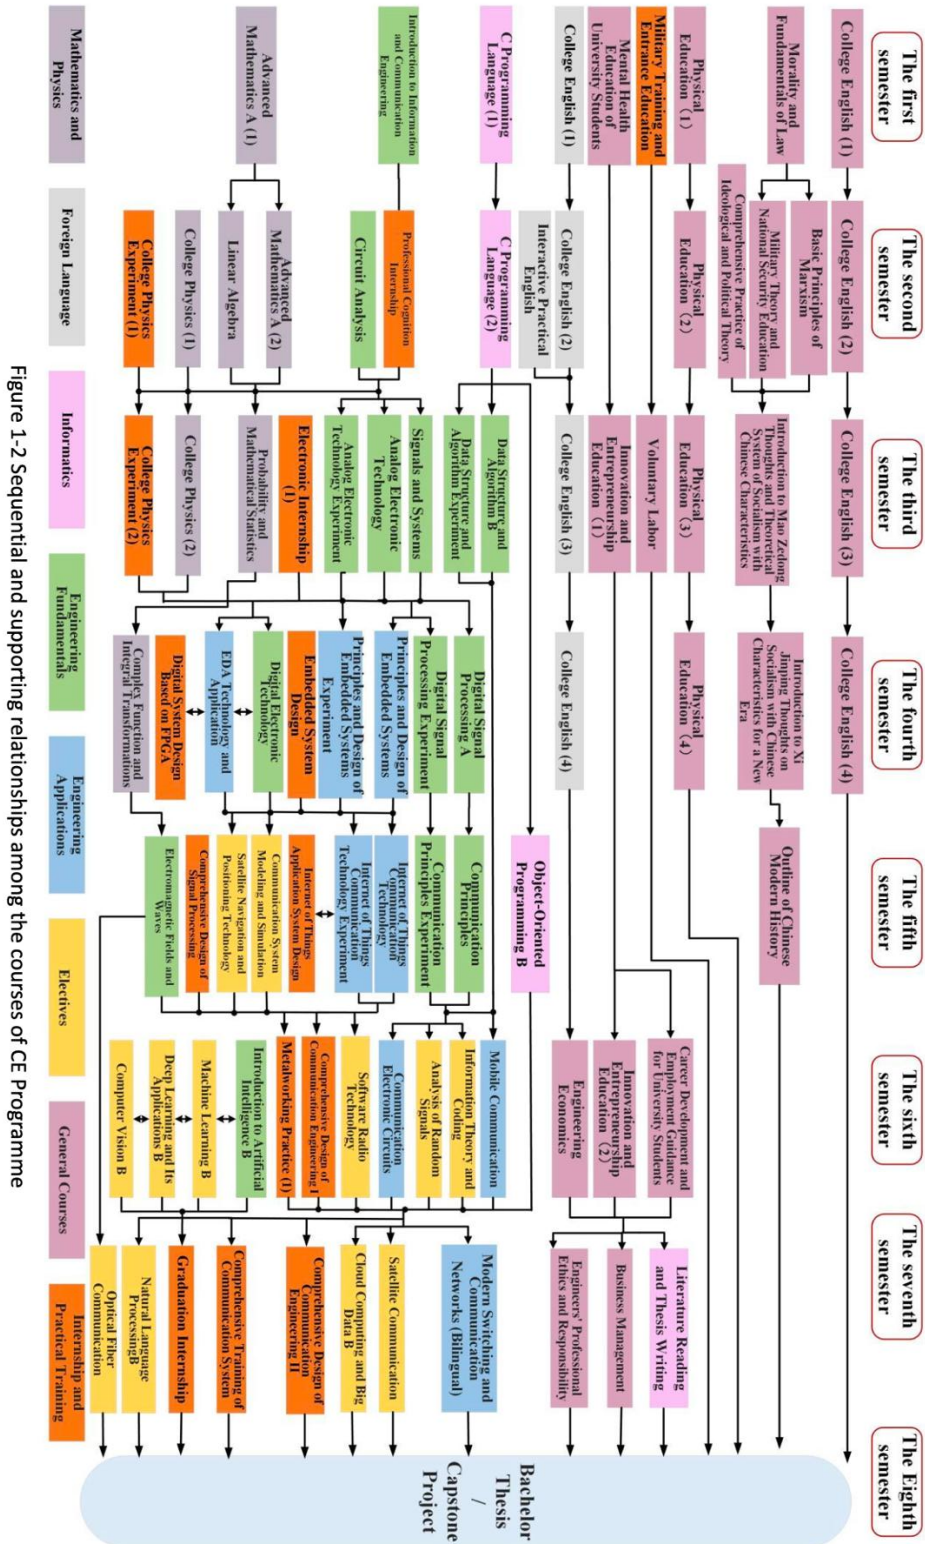 The first
semester
The second
semester
The third
semester
The fourth
semester
The fifth
semester
The sixth
semester
The seventh
semester
The Eighth
semester
College English (1)
College English (2)
College English (3)
College English (4)
Morality and
Fundamentals of Law
Basic Principles of
Marxism
Military Theory and
National Security Education
Comprehensive Practice of
Ideological and Political Theory
Introduction to Mao Zedong
Thoughts and Theoretical
System of Socialism with
Chinese Characteristics
Introduction to Xi
Jinping Thoughts on
Socialism with Chinese
Characteristics for a New
Era
Outline of Chinese
Modern History
Physical
Education（1）
Physical
Education（2）
Physical
Education（3）
Physical
Education（4）
Military Training and
Entrance Education
Voluntary Labor
Mental Health
Education of
University Students
Innovation and
Entrepreneurship
Education（1）
Career Development and
Employment Guidance
for University Students
Innovation and
Entrepreneurship
Education（2）
Engineering
Economics
Literature Reading
and Thesis Writing
Business Management
Engineers' Professional
Ethics and Responsibility
College English (1)
College English (2)
Interactive Practical
English
College English (3)
College English (4)
C Programming
Language (1)
C Programming
Language (2)
Data Structure and
Algorithm B
Data Structure and
Algorithm Experiment
Object-Oriented
Programming B
Introduction to Information
and Communication
Engineering
Professional Cognition
Internship
Circuit Analysis
Signals and Systems
Analog Electronic
Technology
Analog Electronic
Technology Experiment
Electronic Internship
(1)
Digital Signal
Processing A
Digital Signal
Processing Experiment
Principles and Design of
Embedded Systems
Principles and Design of
Embedded Systems
Experiment
Embedded System
Design
Digital Electronic
Technology
EDA Technology and
Application
Digital System Design
Based on FPGA
Communication
Principles
Communication
Principles Experiment
Internet of Things
Communication
Technology
Internet of Things
Communication
Technology Experiment
Internet of Things
Application System Design
Communication System
Modeling and Simulation
Satellite Navigation and
Positioning Technology
Comprehensive Design of
Signal Processing
Electromagnetic Fields and
Waves
Mobile Communication
Information Theory and
Coding
Analysis of Random
Signals
Communication
Electronic Circuits
Software Radio
Technology
Comprehensive Design of
Communication Engineering I
Metalworking Practice (1)
Introduction to Artificial
Intelligence B
Machine Learning B
Deep Learning and Its
Applications B
Computer Vision B
Modern Switching and
Communication
Networks (Bilingual)
Satellite Communication
Cloud Computing and Big
Data B
Comprehensive Design of
Communication
Engineering II
Comprehensive Training of
Communication System
Graduation Internship
Natural Language
ProcessingB
Optical Fiber
Communication
Advanced
Mathematics A (1)
Advanced
Mathematics A (2)
Linear Algebra
College Physics (1)
College Physics
Experiment (1)
Probability and
Mathematical Statistics
College Physics (2)
College Physics
Experiment (2)
Complex Function and
Integral Transformations
Bachelor
Thesis
/
Capstone
Project
Mathematics and
Physics
Foreign Language
Informatics
Engineering
Fundamentals
Engineering
Applications
Electives
General Courses
Internship and
Practical Training
Figure 1-2 Sequential and supporting relationships among the courses of CE Programme